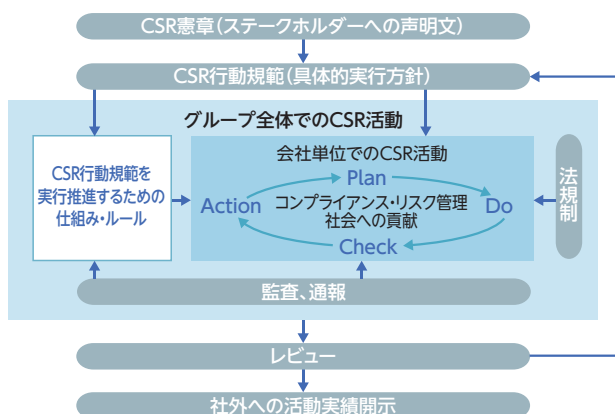 CSR憲章（ステークホルダーへの声明文）
CSR行動規範（具体的実行方針）
グループ全体でのCSR活動
CSR行動規範を
実行推進するための
仕組み・ルール
会社単位でのCSR活動
Plan
Action
コンプライアンス・リスク管理
社会への貢献
Do
Check
法規制
監査、通報
レビュー
社外への活動実績開示